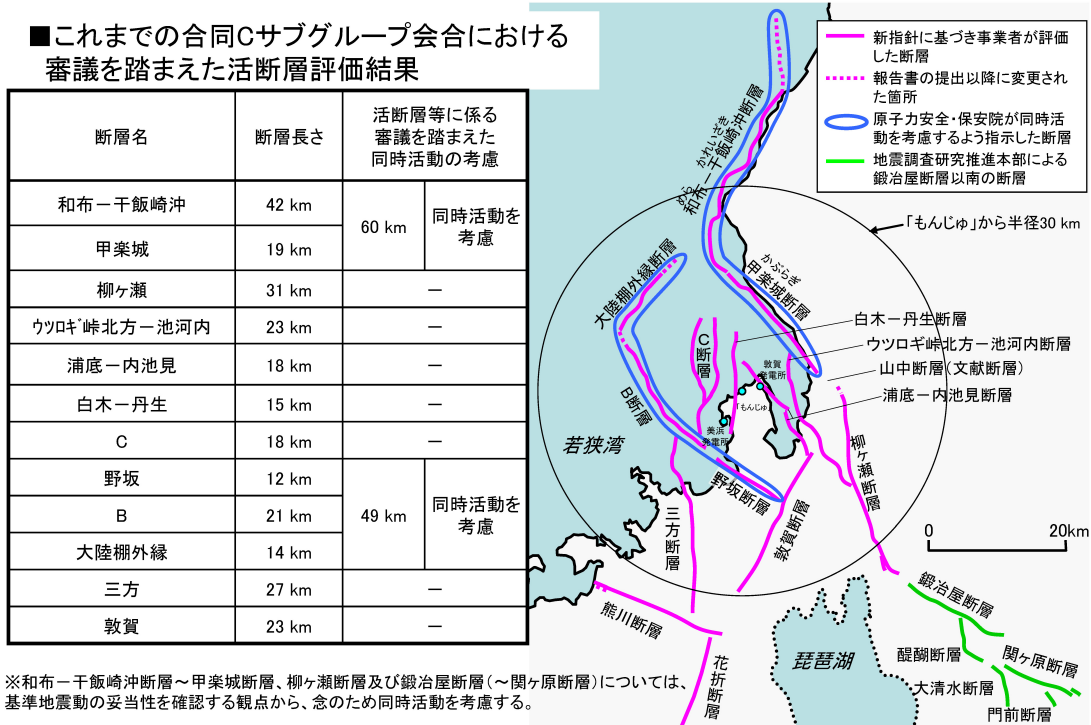 ■これまでの合同Cサブグループ会合における
審議を踏まえた活断層評価結果
断層名
断層長さ
活断層等に係る
審議を踏まえた
同時活動の考慮
和布－干飯崎沖
42 km
60 km
同時活動を
考慮
甲楽城
19 km
柳ヶ瀬
31 km
－
ｳﾂﾛｷﾞ峠北方－池河内
23 km
－
浦底－内池見
18 km
－
白木－丹生
15 km
－
C
18 km
－
野坂
12 km
49 km
同時活動を
考慮
B
21 km
大陸棚外縁
14 km
三方
27 km
－
敦賀
23 km
－
※和布－干飯崎沖断層～甲楽城断層、柳ヶ瀬断層及び鍛冶屋断層（～関ヶ原断層）については、
基準地震動の妥当性を確認する観点から、念のため同時活動を考慮する。
新指針に基づき事業者が評価
した断層
報告書の提出以降に変更され
た箇所
原子力安全・保安院が同時活
動を考慮するよう指示した断層
地震調査研究推進本部による
鍛冶屋断層以南の断層
「もんじゅ」から半径30 km
めら
かれいざき
和布－干飯崎沖断層
かぶらぎ
甲楽城断層
大陸棚外縁断層
白木－丹生断層
ウツロギ峠北方－池河内断層
山中断層（文献断層）
浦底－内池見断層
C断層
B断層
敦賀
発電所
「もんじゅ」
美浜
発電所
若狭湾
野坂断層
柳ヶ瀬断層
三方断層
敦賀断層
0
20km
熊川断層
花折断層
琵琶湖
鍛冶屋断層
醍醐断層
関ヶ原断層
大清水断層
門前断層